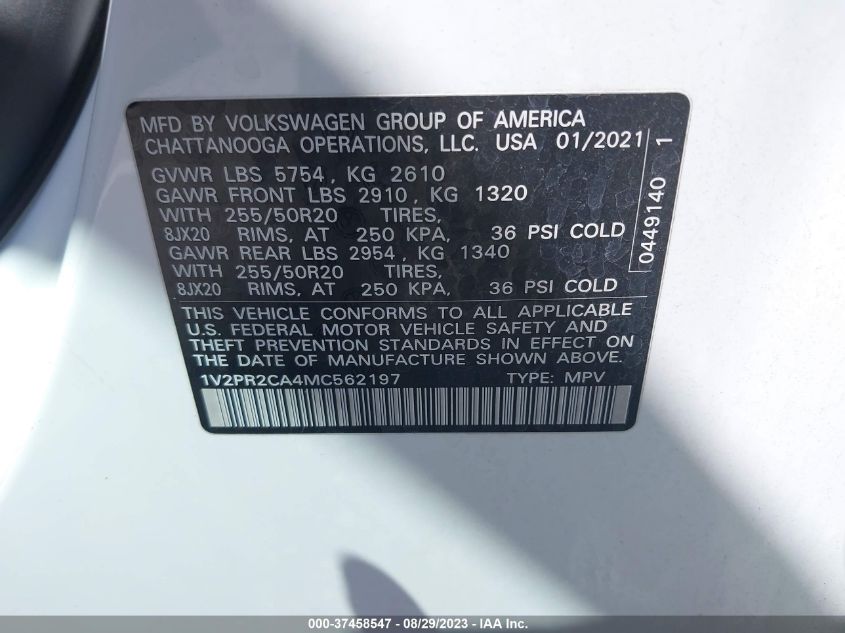 MFD BY VOLKSWAGEN GROUP OF AMERICA
CHATTANOOGA OPERATIONS, LLC. USA 01/2021
GVWR LBS 5754, KG 2610
GAWR FRONT LBS 2910, KG 1320
WITH 255/50R20 TIRES,
8JX20 RIMS, AT 250 KPA, 36 PSI COLD
GAWR REAR LBS 2954, KG 1340
WITH 255/50R20 TIRES,
8JX20 RIMS, AT 250 KPA, 36 PSI COLD
THIS VEHICLE CONFORMS TO ALL APPLICABLE
U.S. FEDERAL MOTOR VEHICLE SAFETY AND
THEFT PREVENTION STANDARDS IN EFFECT ON
THE DATE OF MANUFACTURE SHOWN ABOVE.
1V2PR2CA4MC562197 TYPE: MPV
0449140 1
000-37458547 - 08/29/2023 - IAA Inc.